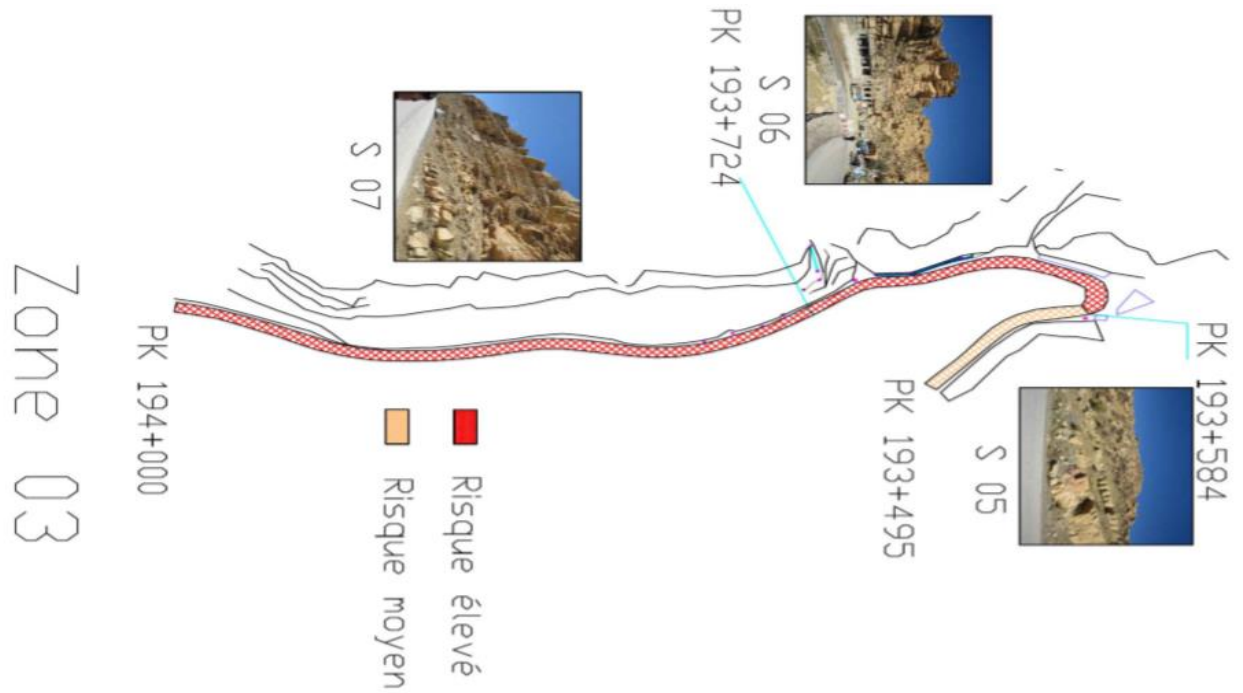 PK 193+584
S 05
PK 193+495
S 06
PK 193+724
Risque élevé
Risque moyen
S 07
PK 194+000
Zone 03